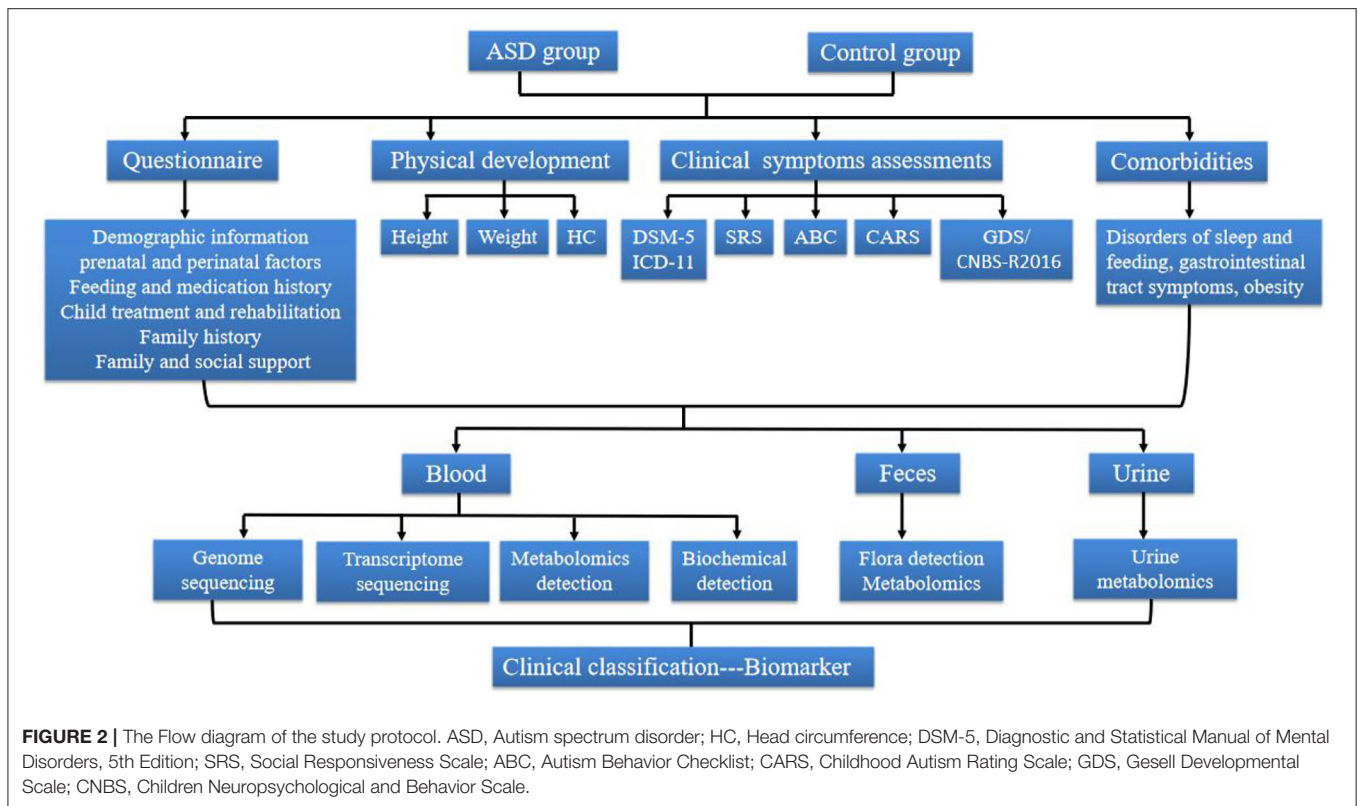 ASD group
Control group
Questionnaire
Physical development
Clinical symptoms assessments
Comorbidities
Demographic information
prenatal and perinatal factors
Feeding and medication history
Child treatment and rehabilitation
Family history
Family and social support
Height
Weight
HC
DSM-5
ICD-11
SRS
ABC
CARS
GDS/
CNBS-R2016
Disorders of sleep and
feeding, gastrointestinal
tract symptoms, obesity
Blood
Feces
Urine
Genome
sequencing
Transcriptome
sequencing
Metabolomics
detection
Biochemical
detection
Flora detection
Metabolomics
Urine
metabolomics
Clinical classification---Biomarker
FIGURE 2 | The Flow diagram of the study protocol. ASD, Autism spectrum disorder; HC, Head circumference; DSM-5, Diagnostic and Statistical Manual of Mental
Disorders, 5th Edition; SRS, Social Responsiveness Scale; ABC, Autism Behavior Checklist; CARS, Childhood Autism Rating Scale; GDS, Gesell Developmental
Scale; CNBS, Children Neuropsychological and Behavior Scale.